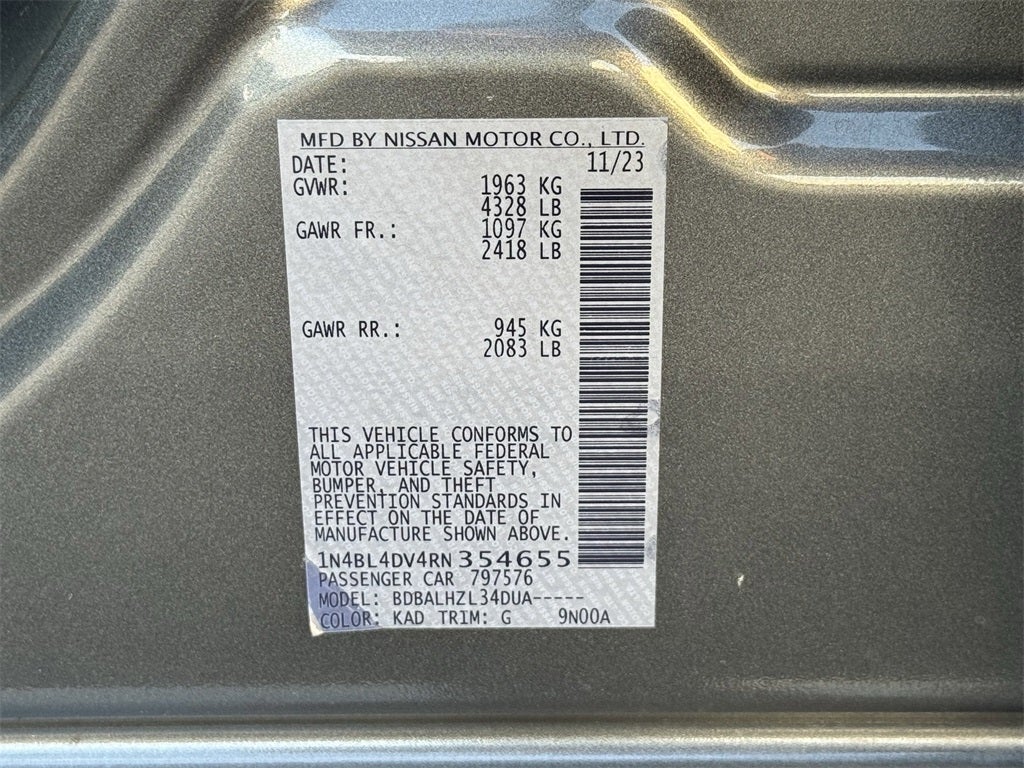 MFD BY NISSAN MOTOR CO., LTD.
DATE: 11/23
GVWR: 1963 KG
4328 LB
GAWR FR.: 1097 KG
2418 LB
GAWR RR.: 945 KG
2083 LB
THIS VEHICLE CONFORMS TO
ALL APPLICABLE FEDERAL
MOTOR VEHICLE SAFETY,
BUMPER, AND THEFT
PREVENTION STANDARDS IN
EFFECT ON THE DATE OF
MANUFACTURE SHOWN ABOVE.
1N4BL4DV4RN354655
PASSENGER CAR 797576
MODEL: BDBALHZL34DUA-----
COLOR: KAD TRIM: G 9N00A